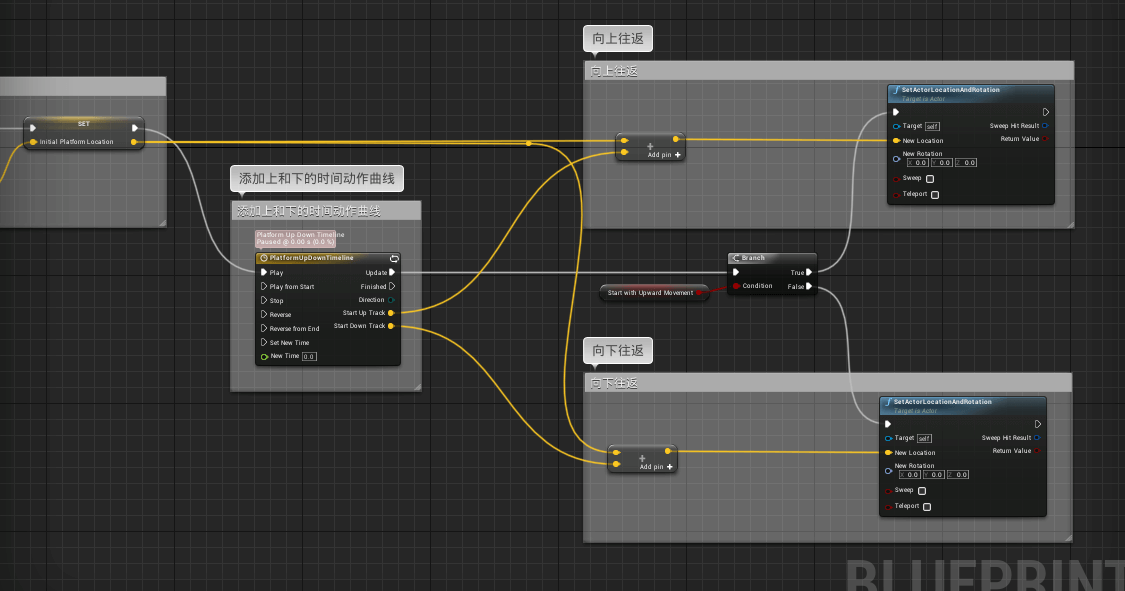 SET
Initial Platform Location
添加上和下的时间动作曲线
添加上和下的时间动作曲线
Platform Up Down Timeline
Paused @ 0.00 s (0.0 %)
PlatformUpDownTimeline
Play
Update
Play from Start
Finished
Stop
Direction
Reverse
Start Up Track
Reverse from End
Start Down Track
Set New Time
New Time 0.0
向上往返
向上往返
Add pin
SetActorLocationAndRotation
Target is Actor
Target self
Sweep Hit Result
New Location
Return Value
New Rotation
X 0.0 Y 0.0 Z 0.0
Sweep
Teleport
Branch
True
Condition
False
Start with Upward Movement
向下往返
向下往返
Add pin
SetActorLocationAndRotation
Target is Actor
Target self
Sweep Hit Result
New Location
Return Value
New Rotation
X 0.0 Y 0.0 Z 0.0
Sweep
Teleport
BLUEPRINT